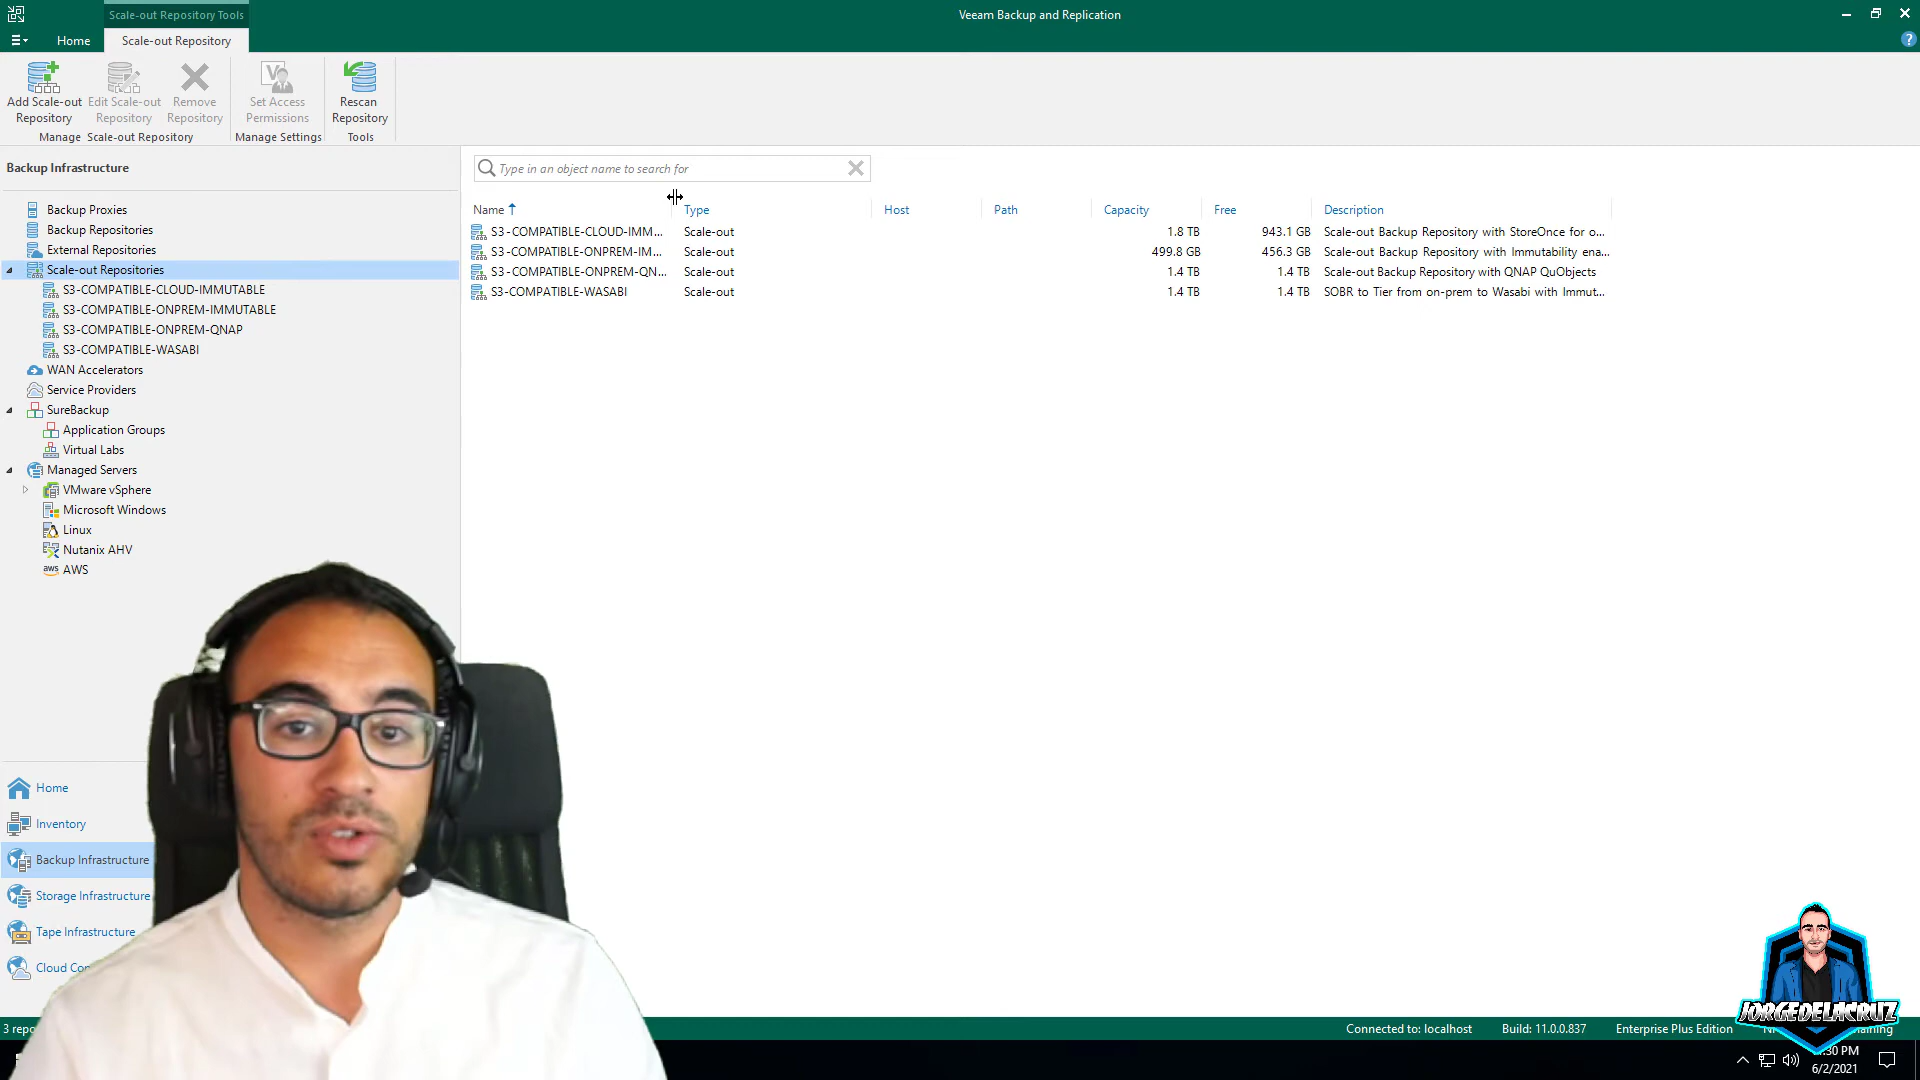 Scale-out Repository Tools
Veeam Backup and Replication
Home
Scale-out Repository
Add Scale-out
Repository
Edit Scale-out
Repository
Remove
Repository
Set Access
Permissions
Rescan
Repository
Manage Scale-out Repository
Manage Settings
Tools
Backup Infrastructure
Type in an object name to search for
Backup Proxies
Backup Repositories
External Repositories
Scale-out Repositories
S3-COMPATIBLE-CLOUD-IMMUTABLE
S3-COMPATIBLE-ONPREM-IMMUTABLE
S3-COMPATIBLE-ONPREM-QNAP
S3-COMPATIBLE-WASABI
WAN Accelerators
Service Providers
SureBackup
Application Groups
Virtual Labs
Managed Servers
VMware vSphere
Microsoft Windows
Linux
Nutanix AHV
aws AWS
Name Type Host Path Capacity Free Description
S3-COMPATIBLE-CLOUD-IMM... Scale-out 1.8 TB 943.1 GB Scale-out Backup Repository with StoreOnce for o...
S3-COMPATIBLE-ONPREM-IM... Scale-out 499.8 GB 456.3 GB Scale-out Backup Repository with Immutability ena...
S3-COMPATIBLE-ONPREM-QN... Scale-out 1.4 TB 1.4 TB Scale-out Backup Repository with QNAP QuObjects
S3-COMPATIBLE-WASABI Scale-out 1.4 TB 1.4 TB SOBR to Tier from on-prem to Wasabi with Immut...
Home
Inventory
Backup Infrastructure
Storage Infrastructure
Tape Infrastructure
Cloud
JORGEDELACRUZ
3
Connected to: localhost
Build: 11.0.0.837
Enterprise Plus Edition
:30 PM
6/2/2021